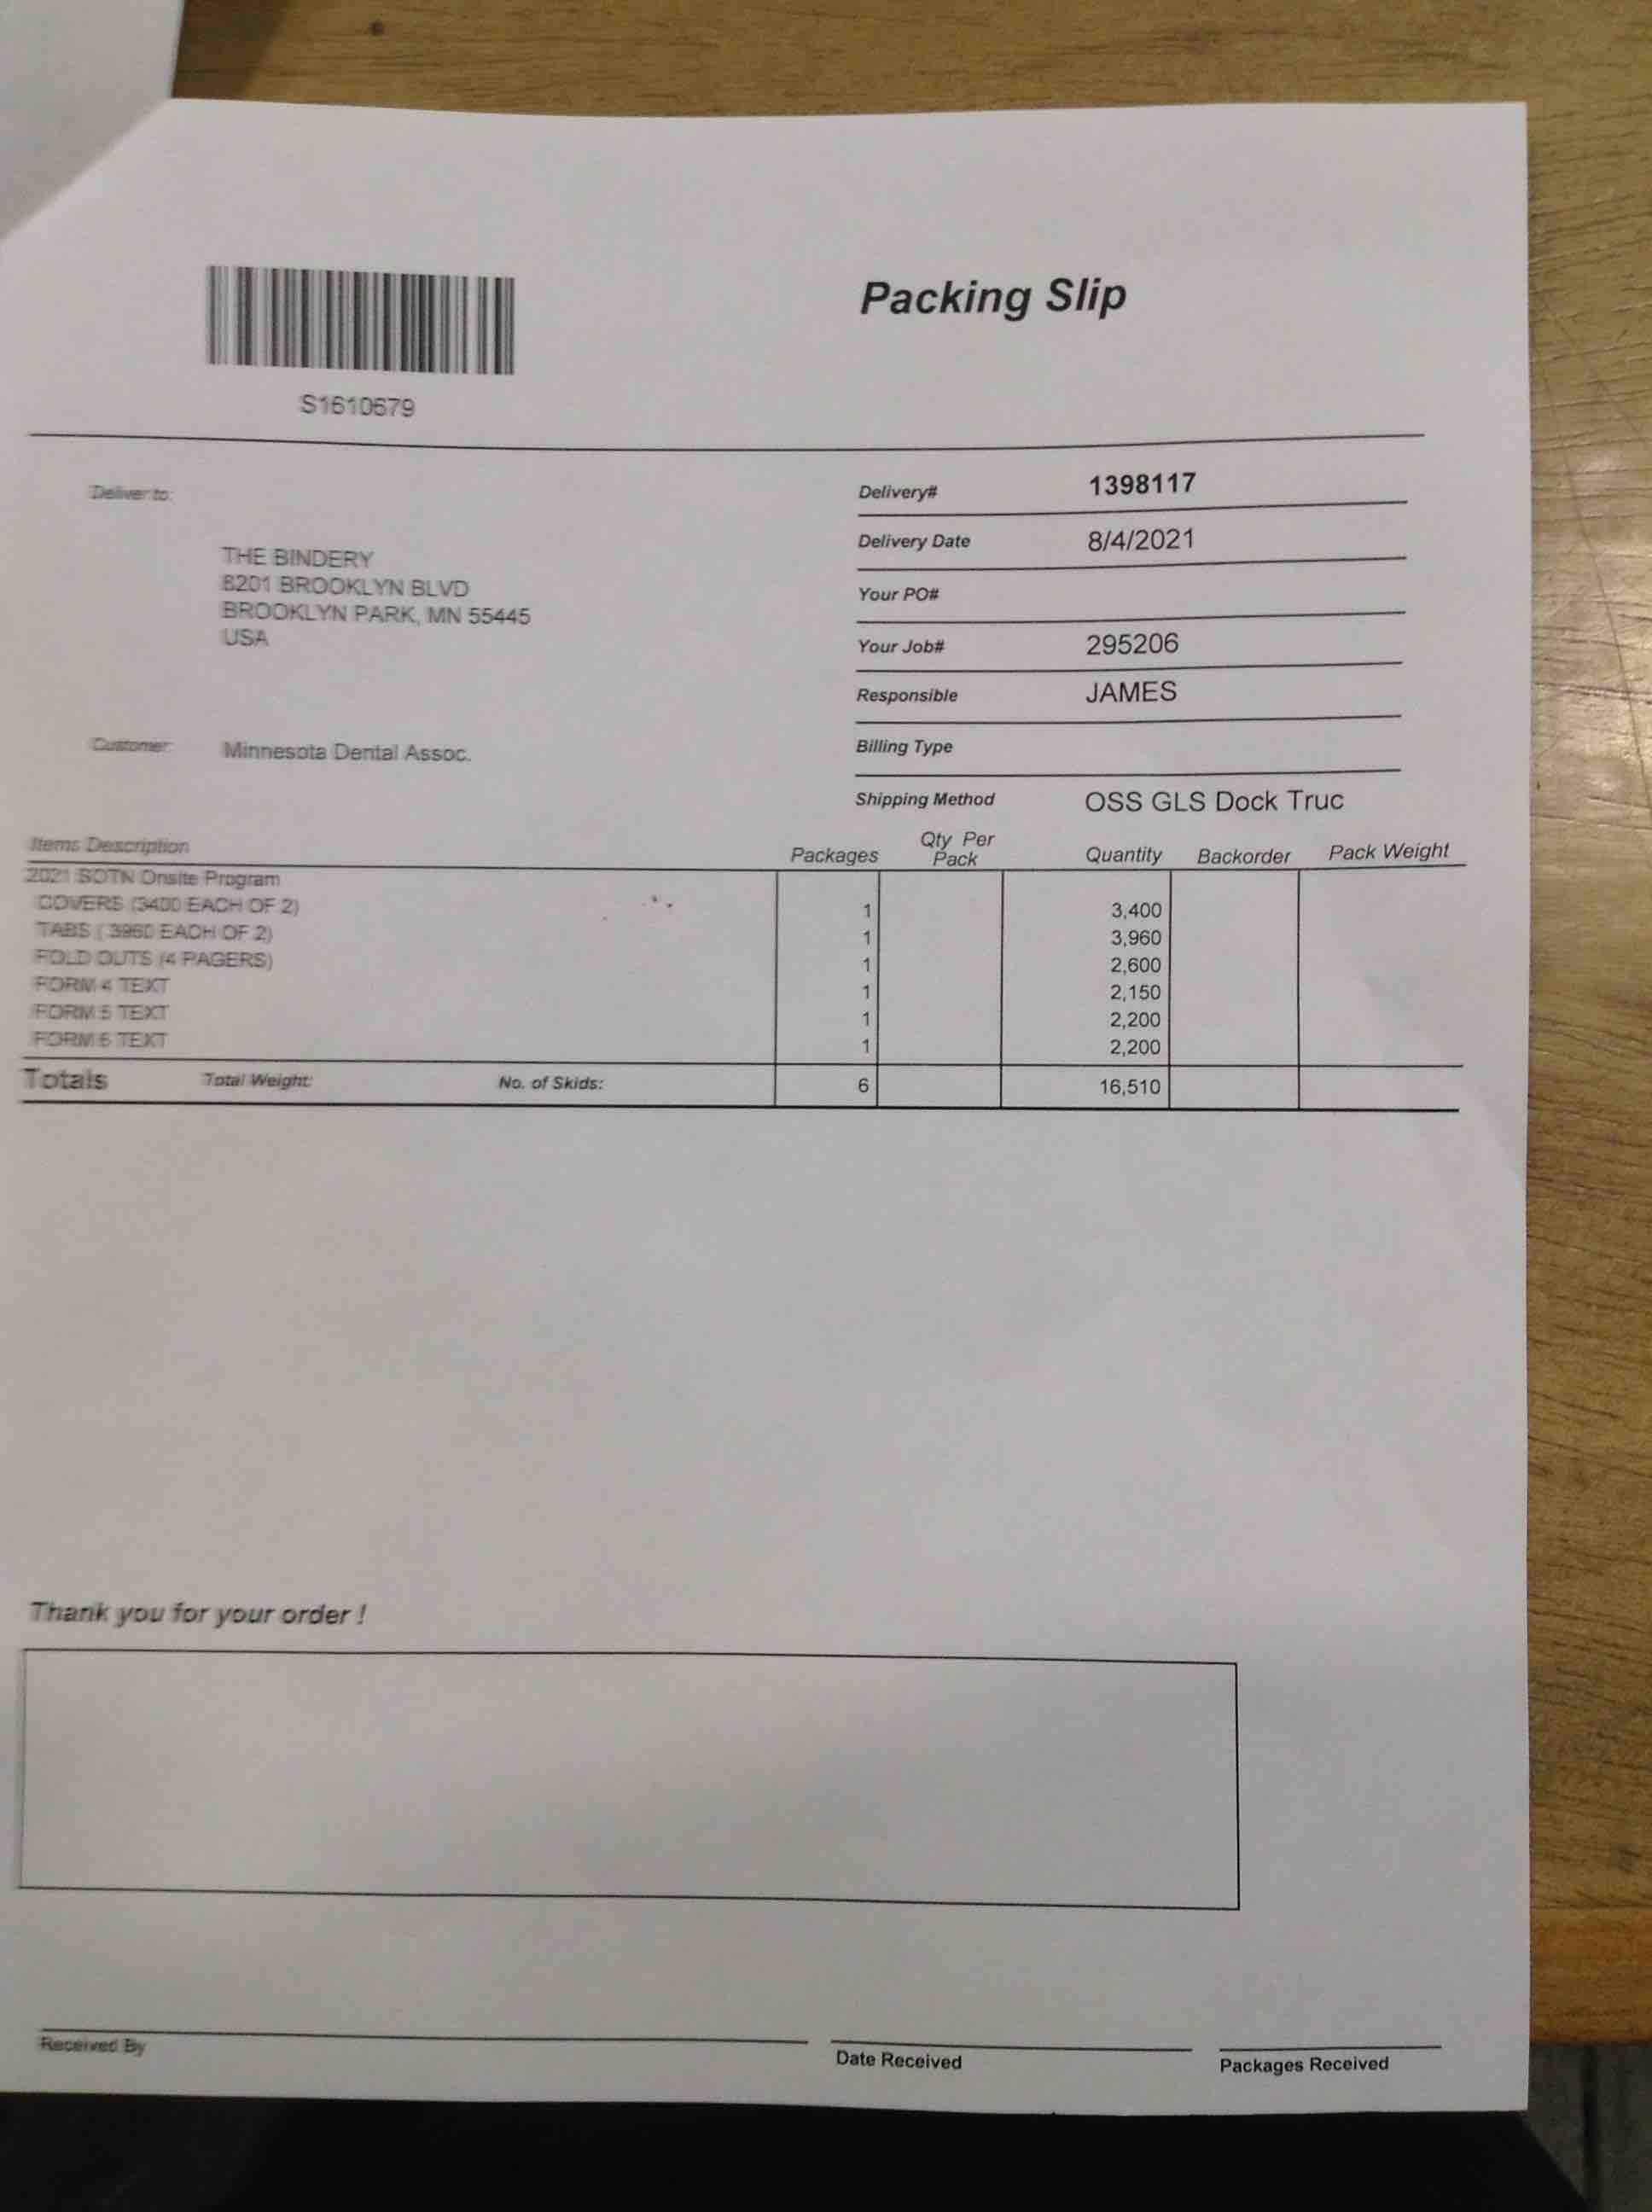 Packing Slip
S1610679
Deliver to:
THE BINDERY
8201 BROOKLYN BLVD
BROOKLYN PARK, MN 55445
USA
Customer: Minnesota Dental Assoc.
Delivery# 1398117
Delivery Date 8/4/2021
Your PO#
Your Job# 295206
Responsible JAMES
Billing Type
Shipping Method OSS GLS Dock Truc
Items Description Packages Qty Per Pack Quantity Backorder Pack Weight
2021 SOTN Onsite Program
COVERS (3400 EACH OF 2) 1 3,400
TABS ( 3960 EACH OF 2) 1 3,960
FOLD OUTS (4 PAGERS) 1 2,600
FORM 4 TEXT 1 2,150
FORM 5 TEXT 1 2,200
FORM 6 TEXT 1 2,200
Totals Total Weight: No. of Skids: 6 16,510
Thank you for your order !
Received By Date Received Packages Received